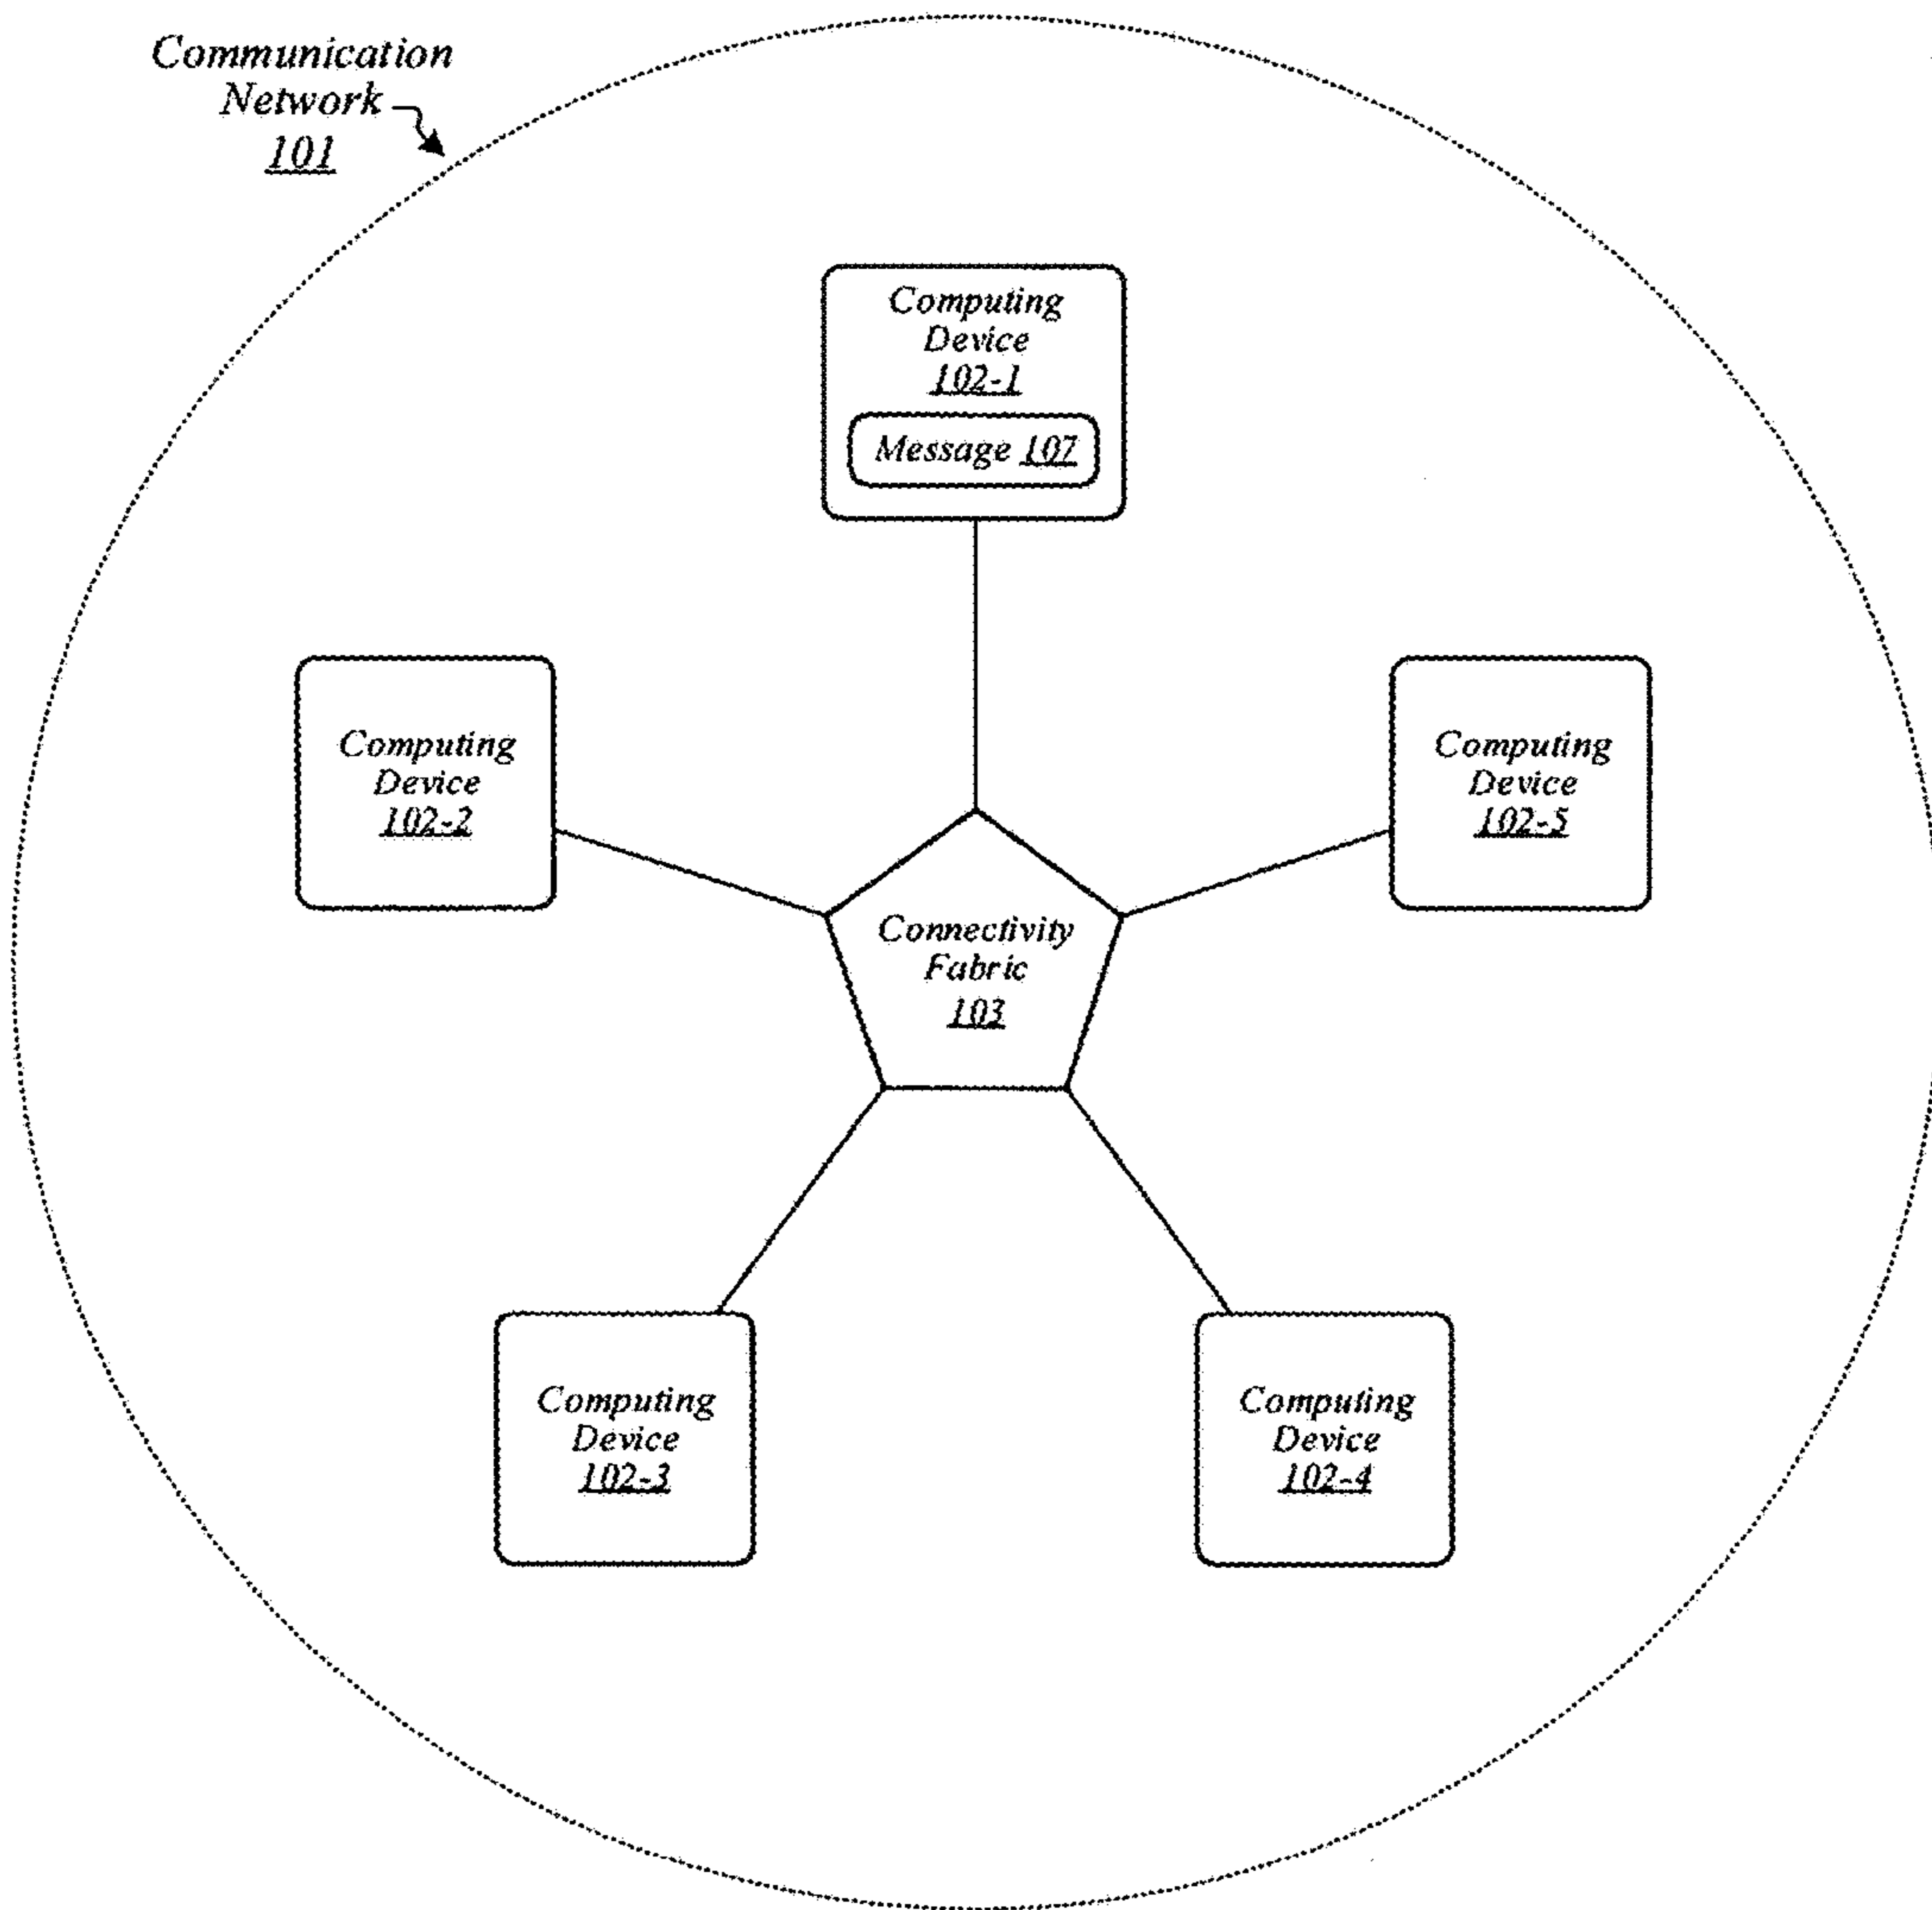 Communication
Network
101
Computing
Device
102-1
Message 107
Computing
Device
102-2
Computing
Device
102-5
Connectivity
Fabric
103
Computing
Device
102-3
Computing
Device
102-4